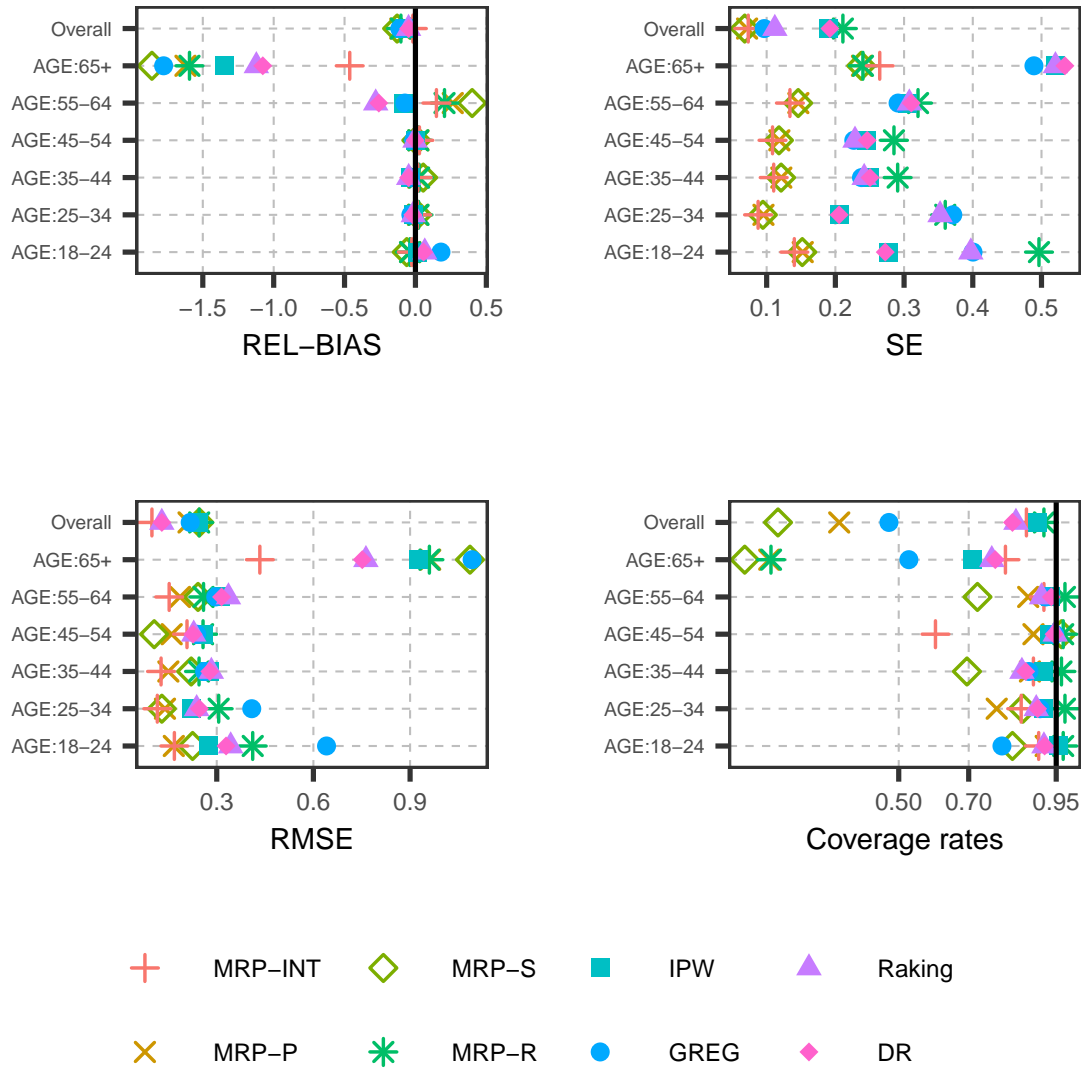 Overall
AGE:65+
AGE:55−64
AGE:45−54
AGE:35−44
AGE:25−34
AGE:18−24
−1.5 −1.0 −0.5 0.0 0.5
REL−BIAS
Overall
AGE:65+
AGE:55−64
AGE:45−54
AGE:35−44
AGE:25−34
AGE:18−24
0.1 0.2 0.3 0.4 0.5
SE
Overall
AGE:65+
AGE:55−64
AGE:45−54
AGE:35−44
AGE:25−34
AGE:18−24
0.3 0.6 0.9
RMSE
Overall
AGE:65+
AGE:55−64
AGE:45−54
AGE:35−44
AGE:25−34
AGE:18−24
0.50 0.70 0.95
Coverage rates
MRP−INT MRP−S IPW Raking
MRP−P MRP−R GREG DR